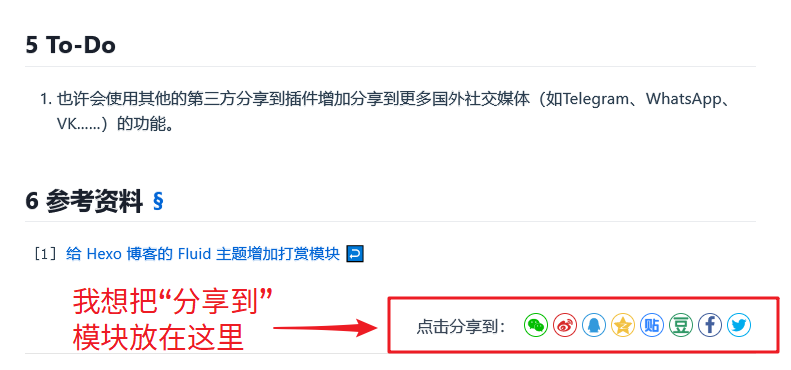 5 To-Do
1. 也许会使用其他的第三方分享到插件增加分享到更多国外社交媒体（如Telegram、WhatsApp、
VK……）的功能。
6 参考资料 §
[1] 给 Hexo 博客的 Fluid 主题增加打赏模块
我想把“分享到”
模块放在这里
点击分享到： 贴 豆 f